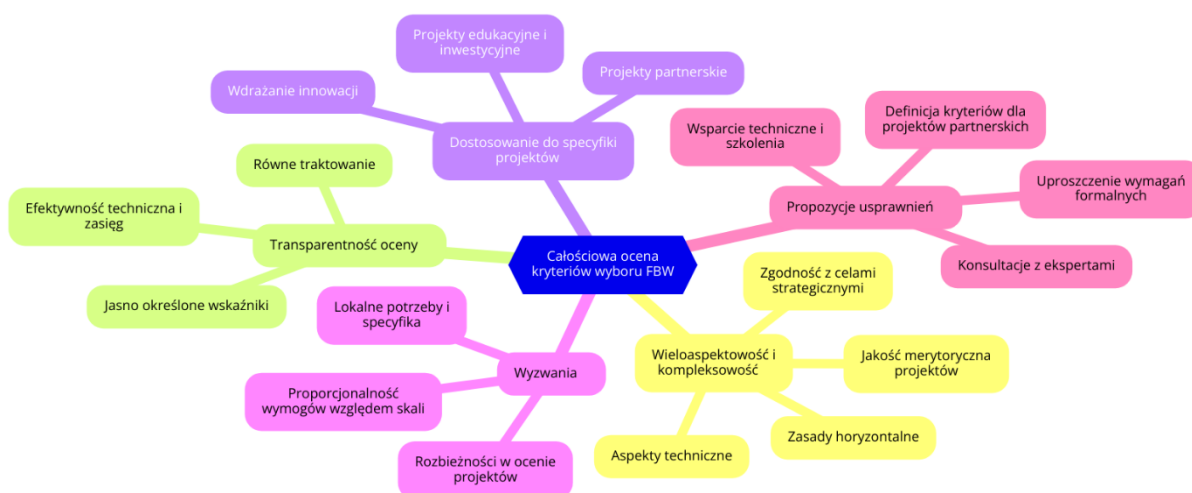 Całościowa ocena
kryteriów wyboru FBW
Dostosowanie do specyfiki
projektów
Wdrażanie innowacji
Projekty edukacyjne i
inwestycyjne
Projekty partnerskie
Propozycje usprawnień
Wsparcie techniczne i
szkolenia
Definicja kryteriów dla
projektów partnerskich
Uproszczenie wymagań
formalnych
Konsultacje z ekspertami
Transparentność oceny
Równe traktowanie
Efektywność techniczna i
zasięg
Jasno określone wskaźniki
Wyzwania
Lokalne potrzeby i
specyfika
Proporcjonalność
wymogów względem skali
Rozbieżności w ocenie
projektów
Wieloaspektowość i
kompleksowość
Zgodność z celami
strategicznymi
Jakość merytoryczna
projektów
Zasady horyzontalne
Aspekty techniczne